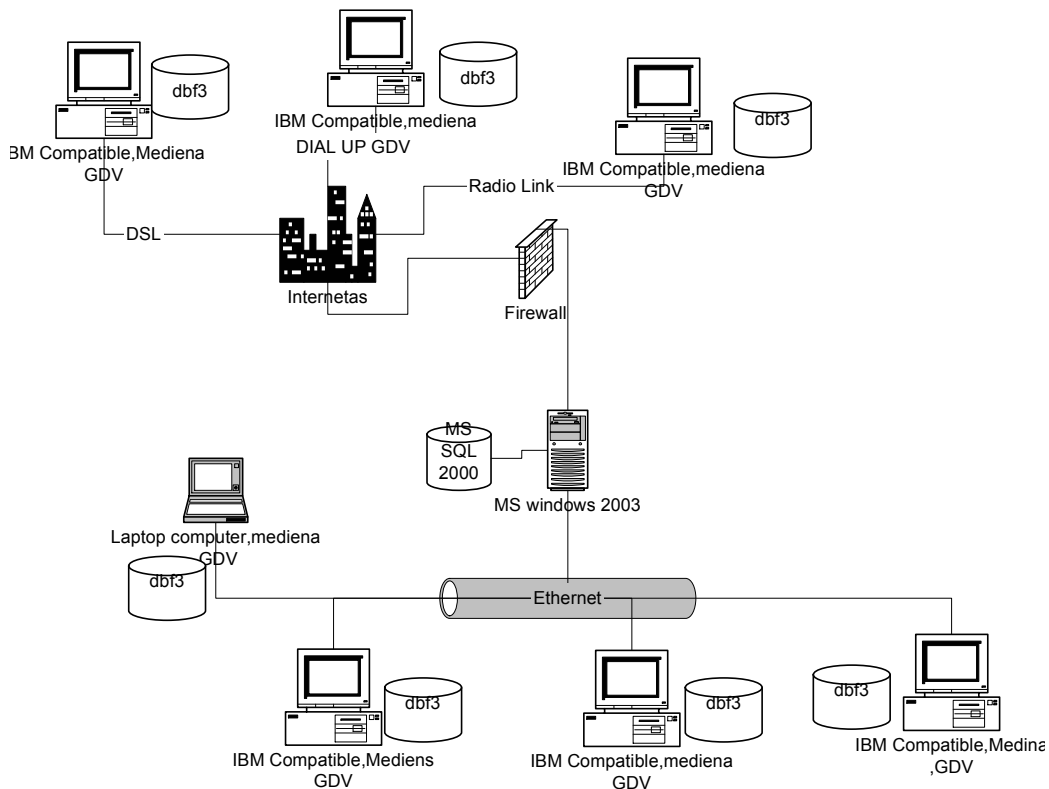 dbf3
dbf3
dbf3
IBM Compatible,Mediena
GDV
IBM Compatible,mediena
DIAL UP GDV
IBM Compatible,mediena
GDV
Radio Link
DSL
Internetas
Firewall
MS
SQL
2000
MS windows 2003
Laptop computer,mediena
GDV
dbf3
Ethernet
dbf3
dbf3
dbf3
IBM Compatible,Mediens
GDV
IBM Compatible,mediena
GDV
IBM Compatible,Medina
,GDV